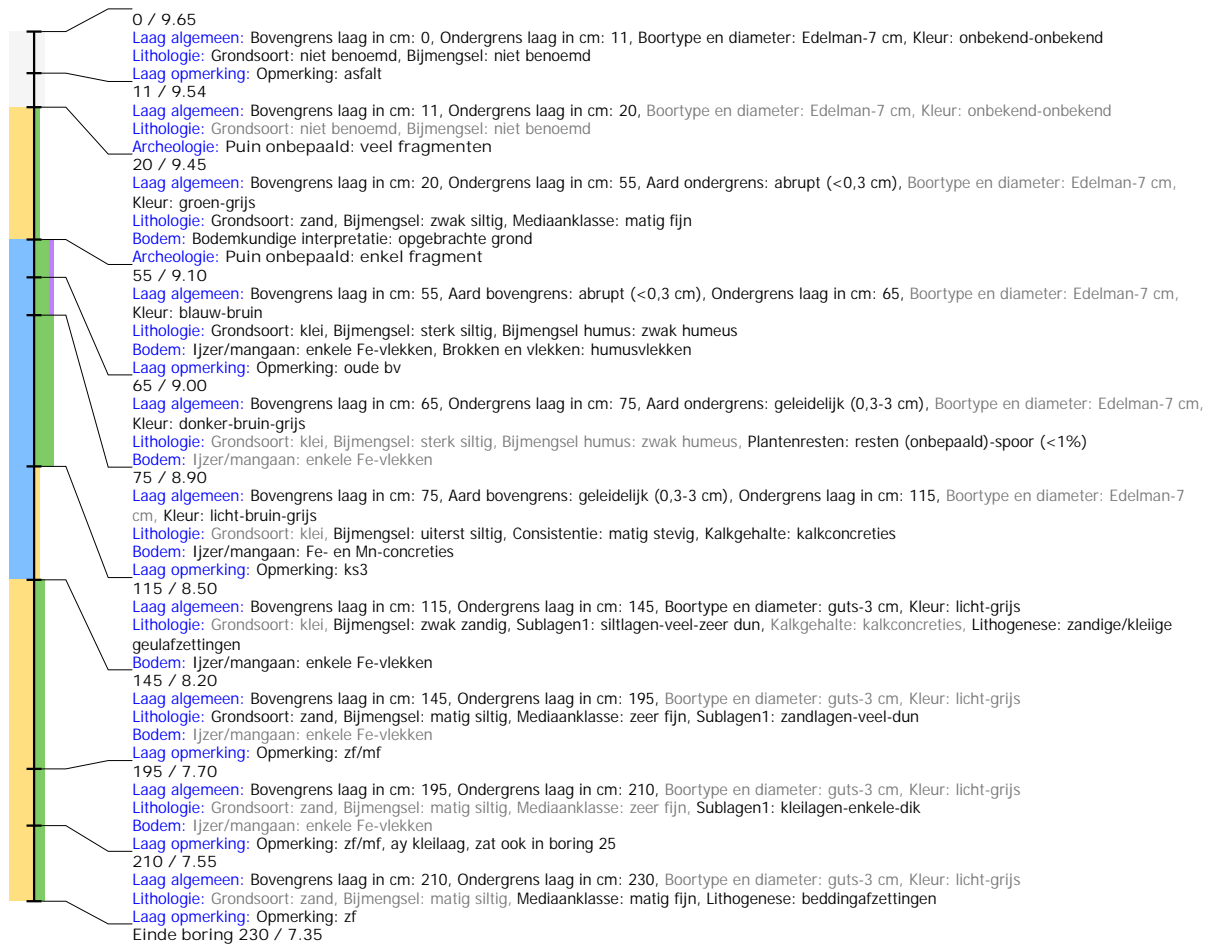 0 / 9.65
Laag algemeen: Bovengrens laag in cm: 0, Ondergrens laag in cm: 11, Boortype en diameter: Edelman-7 cm, Kleur: onbekend-onbekend
Lithologie: Grondsoort: niet benoemd, Bijmengsel: niet benoemd
Laag opmerking: Opmerking: asfalt
11 / 9.54
Laag algemeen: Bovengrens laag in cm: 11, Ondergrens laag in cm: 20, Boortype en diameter: Edelman-7 cm, Kleur: onbekend-onbekend
Lithologie: Grondsoort: niet benoemd, Bijmengsel: niet benoemd
Archeologie: Puin onbepaald: veel fragmenten
20 / 9.45
Laag algemeen: Bovengrens laag in cm: 20, Ondergrens laag in cm: 55, Aard ondergrens: abrupt (<0,3 cm), Boortype en diameter: Edelman-7 cm,
Kleur: groen-grijs
Lithologie: Grondsoort: zand, Bijmengsel: zwak siltig, Mediaanklasse: matig fijn
Bodem: Bodemkundige interpretatie: opgebrachte grond
Archeologie: Puin onbepaald: enkel fragment
55 / 9.10
Laag algemeen: Bovengrens laag in cm: 55, Aard bovengrens: abrupt (<0,3 cm), Ondergrens laag in cm: 65, Boortype en diameter: Edelman-7 cm,
Kleur: blauw-bruin
Lithologie: Grondsoort: klei, Bijmengsel: sterk siltig, Bijmengsel humus: zwak humeus
Bodem: Ijzer/mangaan: enkele Fe-vlekken, Brokken en vlekken: humusvlekken
Laag opmerking: Opmerking: oude bv
65 / 9.00
Laag algemeen: Bovengrens laag in cm: 65, Ondergrens laag in cm: 75, Aard ondergrens: geleidelijk (0,3-3 cm), Boortype en diameter: Edelman-7 cm,
Kleur: donker-bruin-grijs
Lithologie: Grondsoort: klei, Bijmengsel: sterk siltig, Bijmengsel humus: zwak humeus, Plantenresten: resten (onbepaald)-spoor (<1%)
Bodem: Ijzer/mangaan: enkele Fe-vlekken
75 / 8.90
Laag algemeen: Bovengrens laag in cm: 75, Aard bovengrens: geleidelijk (0,3-3 cm), Ondergrens laag in cm: 115, Boortype en diameter: Edelman-7
cm, Kleur: licht-bruin-grijs
Lithologie: Grondsoort: klei, Bijmengsel: uiterst siltig, Consistentie: matig stevig, Kalkgehalte: kalkconcreties
Bodem: Ijzer/mangaan: Fe- en Mn-concreties
Laag opmerking: Opmerking: ks3
115 / 8.50
Laag algemeen: Bovengrens laag in cm: 115, Ondergrens laag in cm: 145, Boortype en diameter: guts-3 cm, Kleur: licht-grijs
Lithologie: Grondsoort: klei, Bijmengsel: zwak zandig, Sublagen1: siltlagen-veel-zeer dun, Kalkgehalte: kalkconcreties, Lithogenese: zandige/kleiige
geulafzettingen
Bodem: Ijzer/mangaan: enkele Fe-vlekken
145 / 8.20
Laag algemeen: Bovengrens laag in cm: 145, Ondergrens laag in cm: 195, Boortype en diameter: guts-3 cm, Kleur: licht-grijs
Lithologie: Grondsoort: zand, Bijmengsel: matig siltig, Mediaanklasse: zeer fijn, Sublagen1: zandlagen-veel-dun
Bodem: Ijzer/mangaan: enkele Fe-vlekken
Laag opmerking: Opmerking: zf/mf
195 / 7.70
Laag algemeen: Bovengrens laag in cm: 195, Ondergrens laag in cm: 210, Boortype en diameter: guts-3 cm, Kleur: licht-grijs
Lithologie: Grondsoort: zand, Bijmengsel: matig siltig, Mediaanklasse: zeer fijn, Sublagen1: kleilagen-enkele-dik
Bodem: Ijzer/mangaan: enkele Fe-vlekken
Laag opmerking: Opmerking: zf/mf, ay kleilaag, zat ook in boring 25
210 / 7.55
Laag algemeen: Bovengrens laag in cm: 210, Ondergrens laag in cm: 230, Boortype en diameter: guts-3 cm, Kleur: licht-grijs
Lithologie: Grondsoort: zand, Bijmengsel: matig siltig, Mediaanklasse: matig fijn, Lithogenese: beddingafzettingen
Laag opmerking: Opmerking: zf
Einde boring 230 / 7.35